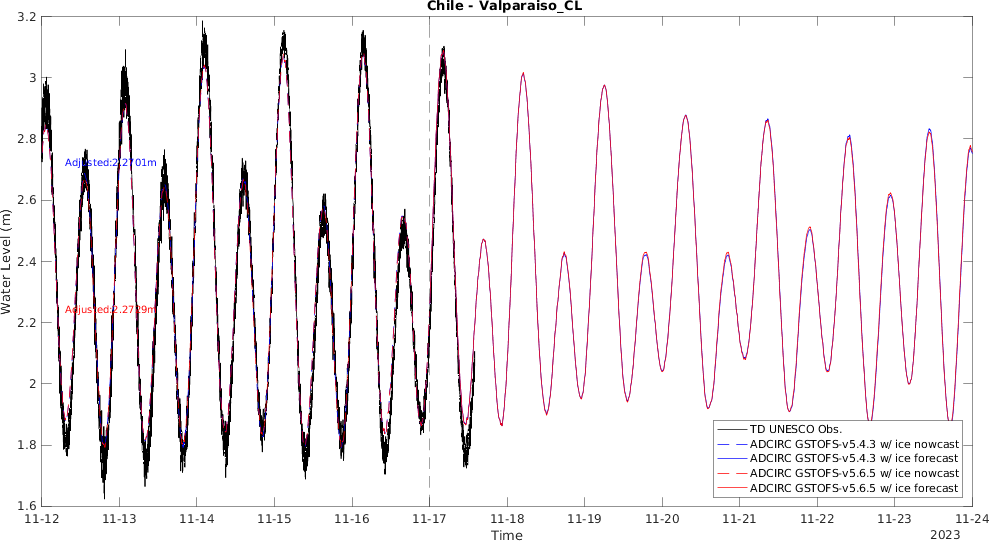 Chile - Valparaiso_CL
3.2
3
2.8
2.6
2.4
2.2
2
1.8
1.6
Water Level (m)
Adjusted:2.2701m
Adjusted:2.2729m
TD UNESCO Obs.
ADCIRC GSTOFS-v5.4.3 w/ ice nowcast
ADCIRC GSTOFS-v5.4.3 w/ ice forecast
ADCIRC GSTOFS-v5.6.5 w/ ice nowcast
ADCIRC GSTOFS-v5.6.5 w/ ice forecast
11-12 11-13 11-14 11-15 11-16 11-17 11-18 11-19 11-20 11-21 11-22 11-23 11-24
Time
2023